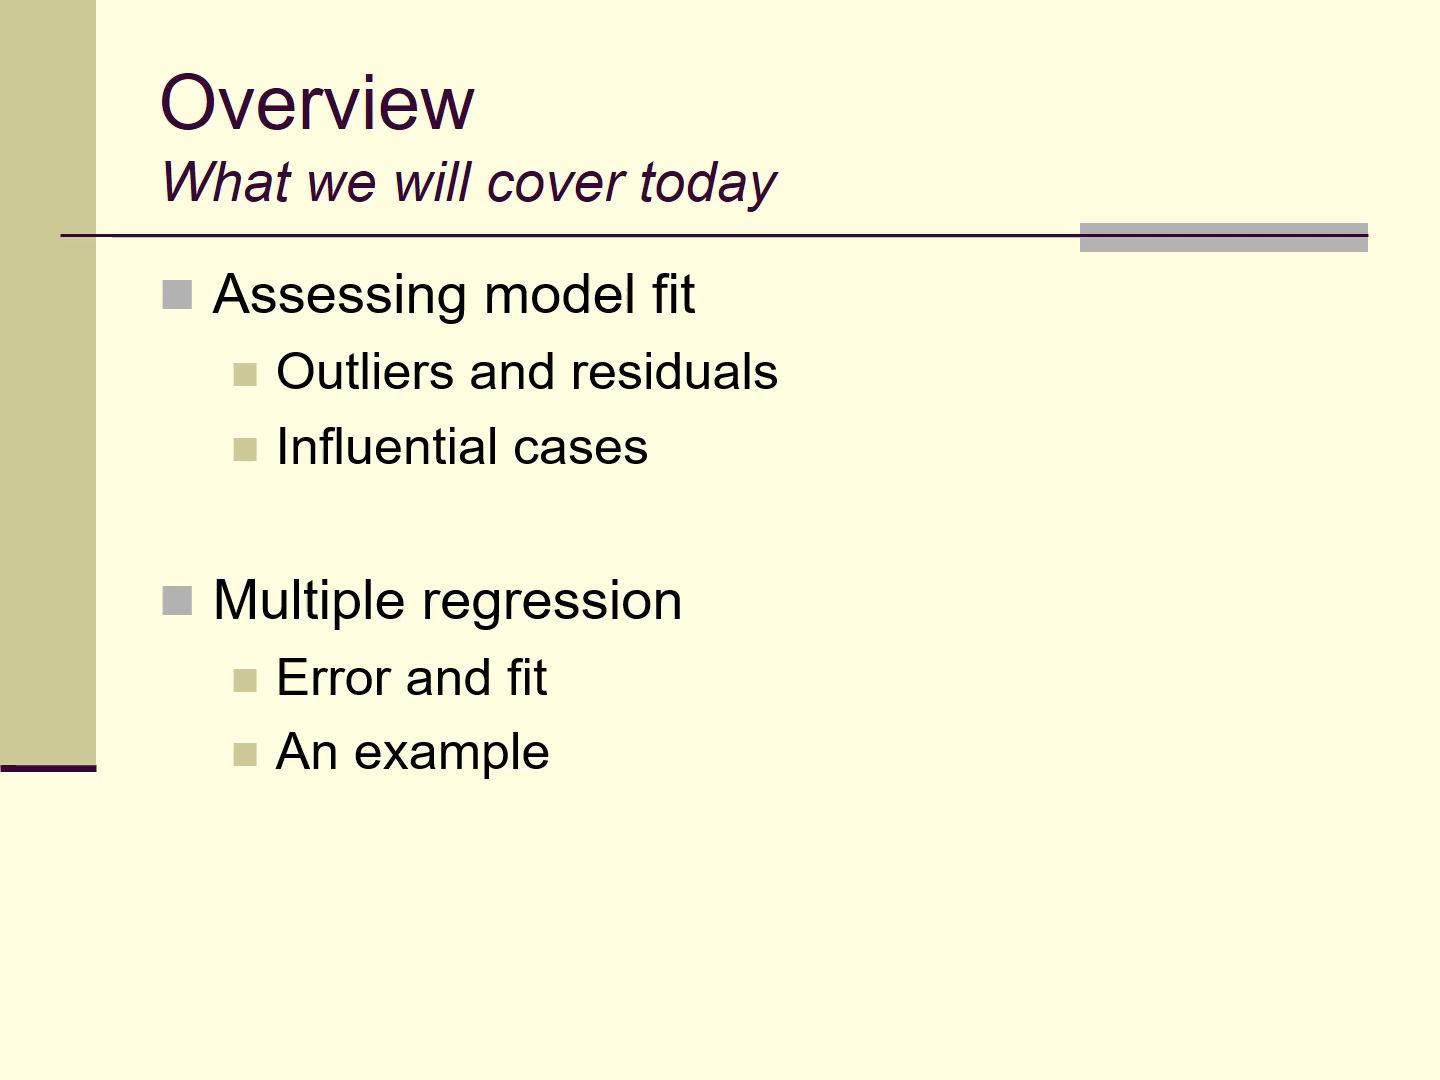 Overview
What we will cover today
Assessing model fit
Outliers and residuals
Influential cases
Multiple regression
Error and fit
An example